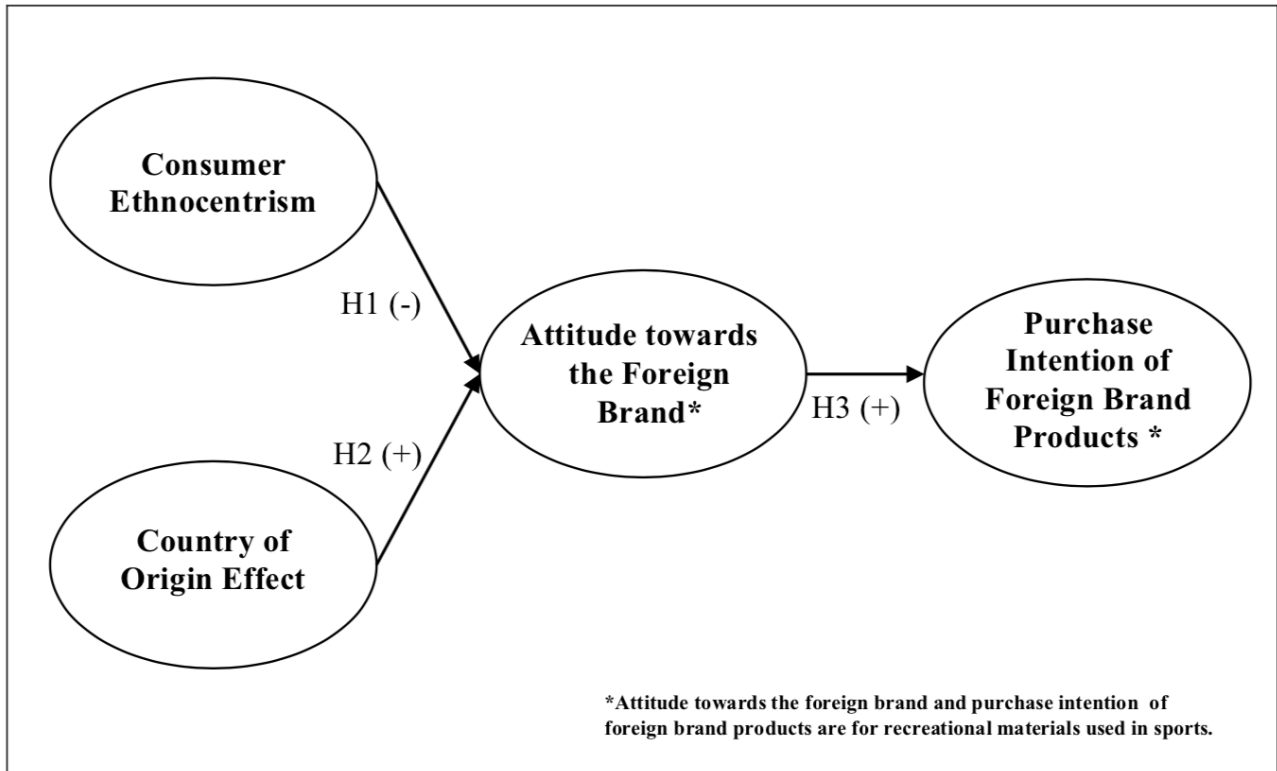 Consumer
Ethnocentrism
H1 (-)
Attitude towards
the Foreign
Brand*
H3 (+)
Purchase
Intention of
Foreign Brand
Products *
H2 (+)
Country of
Origin Effect
*Attitude towards the foreign brand and purchase intention of
foreign brand products are for recreational materials used in sports.